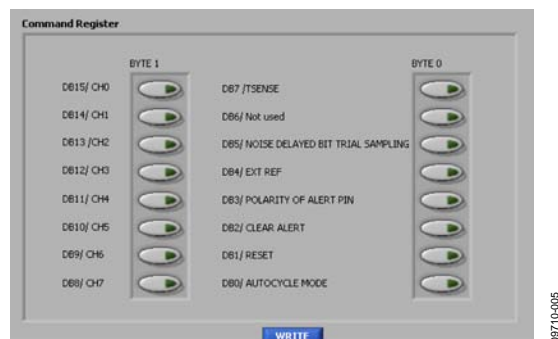 Command Register
BYTE 1 BYTE 0
DB15/ CH0 DB7 /TSENSE
DB14/ CH1 DB6/ Not used
DB13 /CH2 DB5/ NOISE DELAYED BIT TRIAL SAMPLING
DB12/ CH3 DB4/ EXT REF
DB11/ CH4 DB3/ POLARITY OF ALERT PIN
DB10/ CH5 DB2/ CLEAR ALERT
DB9/ CH6 DB1/ RESET
DB8/ CH7 DB0/ AUTOCYCLE MODE
WRITE
09710-005